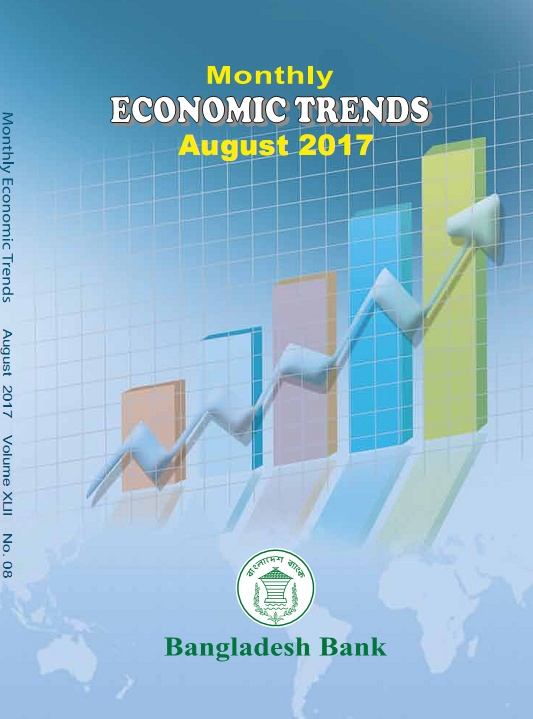 Monthly
ECONOMIC TRENDS
August 2017
Monthly Economic Trends August 2017 Volume XLII No. 08
বাংলাদেশ ব্যাংক
Bangladesh Bank